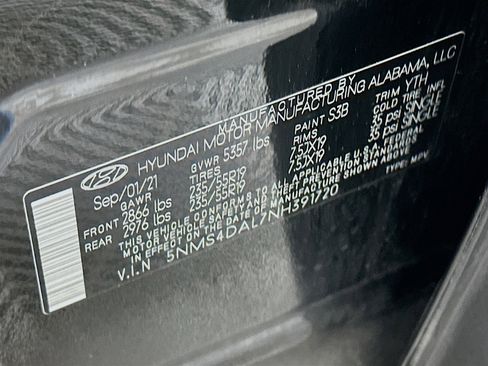 MANUFACTURED BY
HYUNDAI MOTOR MANUFACTURING ALABAMA, LLC
Sep/01/21 GVWR 5357 lbs PAINT S3B TRIM YTH
GAWR TIRES RIMS COLD TIRE INFL
FRONT 2866 lbs 235/55R19 7.5JX19 35 psi SINGLE
REAR 2976 lbs 235/55R19 7.5JX19 35 psi SINGLE
THIS VEHICLE CONFORMS TO ALL APPLICABLE U.S.A. FEDERAL
MOTOR VEHICLE SAFETY AND THEFT PREVENTION STANDARDS
IN EFFECT ON THE DATE OF MANUFACTURE SHOWN ABOVE.
V.I.N 5NMS4DAL7NH391720 TYPE MPV